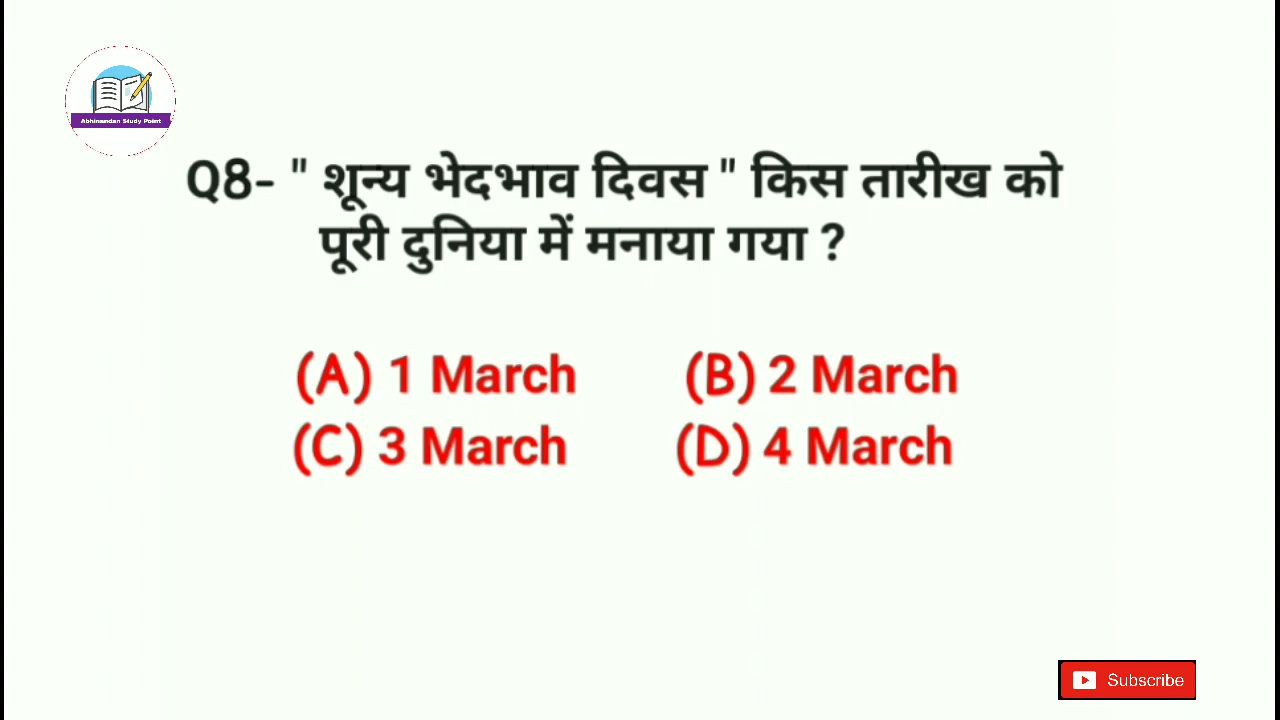 Abhinandan Study Point
Q8- " शून्य भेदभाव दिवस " किस तारीख को
पूरी दुनिया में मनाया गया ?
(A) 1 March (B) 2 March
(C) 3 March (D) 4 March
Subscribe